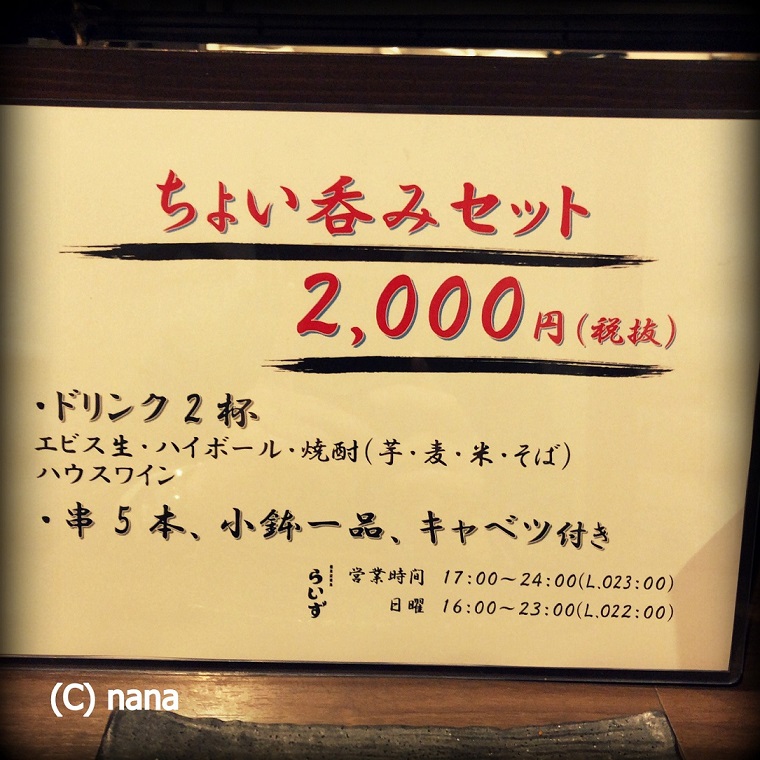 ちょい呑みセット
2,000円(税抜)
・ドリンク2杯
エビス生・ハイボール・焼酎(芋・麦・米・そば)
ハウスワイン
・串5本、小鉢一品、キャベツ付き
らいず
営業時間 17:00～24:00(L.O23:00)
日曜 16:00～23:00(L.O22:00)
(C) nana